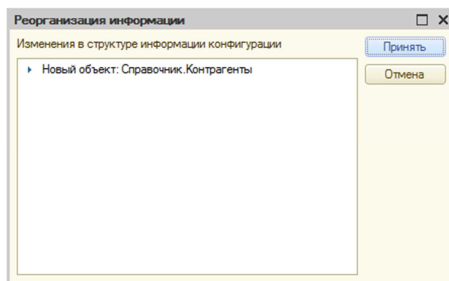 Реорганизация информации
Изменения в структуре информации конфигурации
Принять
Новый объект: Справочник.Контрагенты
Отмена